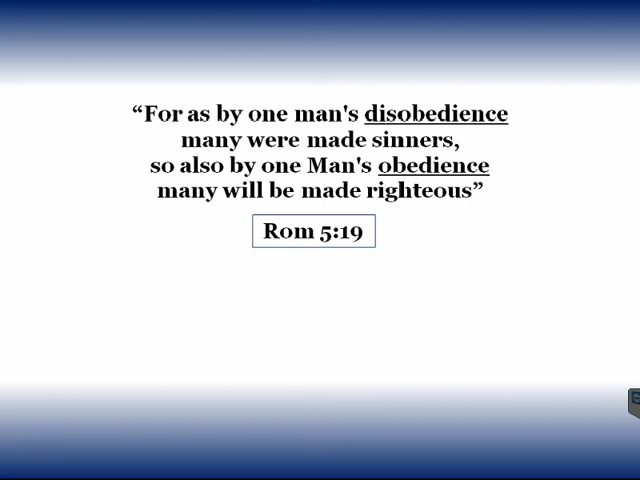 “For as by one man's disobedience
many were made sinners,
so also by one Man's obedience
many will be made righteous”
Rom 5:19